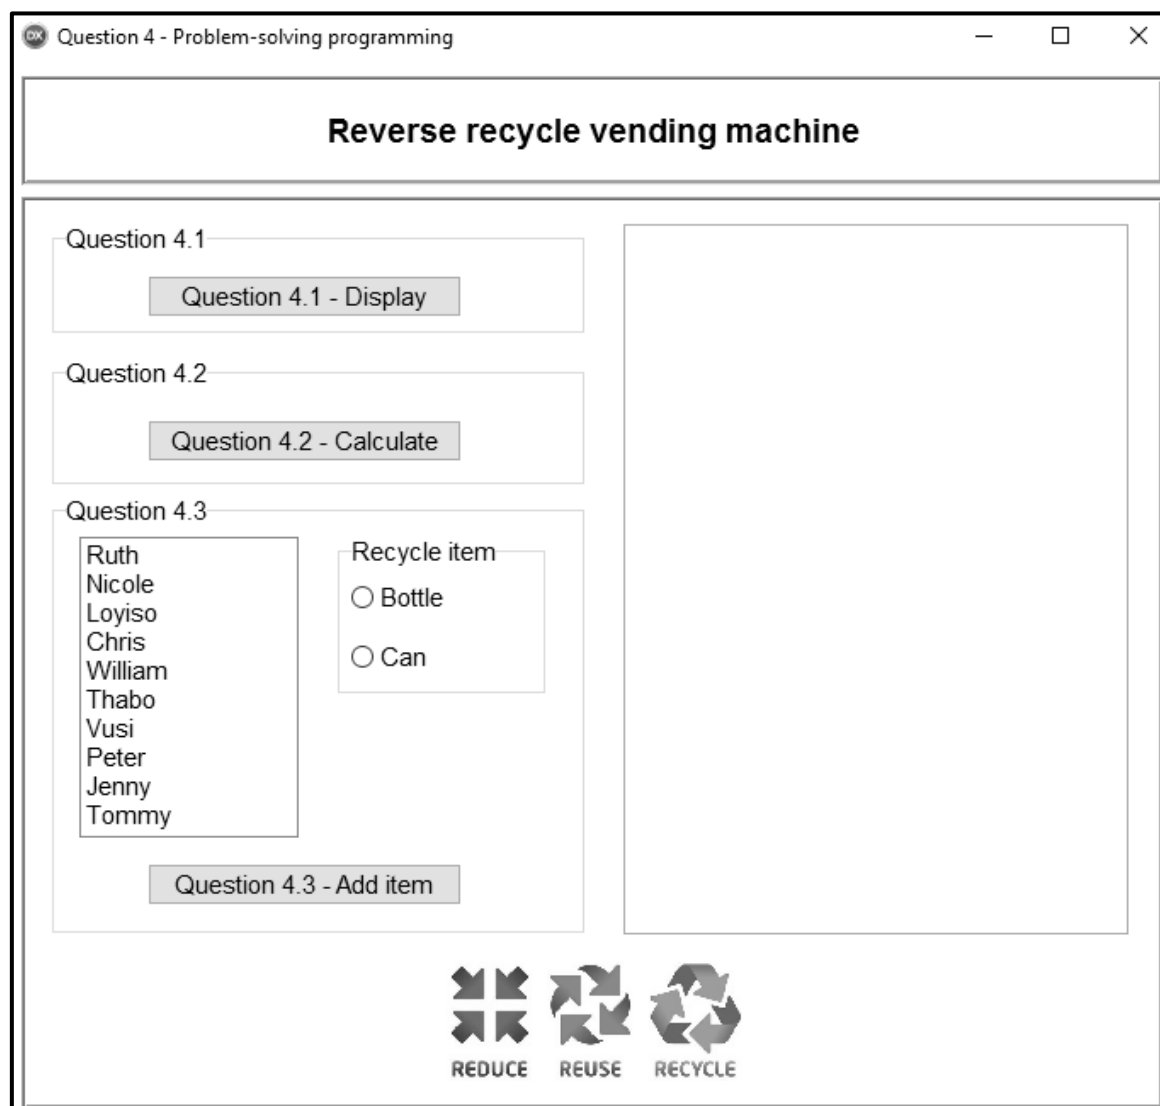 Question 4 - Problem-solving programming
Reverse recycle vending machine
Question 4.1
Question 4.1 - Display
Question 4.2
Question 4.2 - Calculate
Question 4.3
Ruth
Nicole
Loyiso
Chris
William
Thabo
Vusi
Peter
Jenny
Tommy
Recycle item
Bottle
Can
Question 4.3 - Add item
REDUCE REUSE RECYCLE